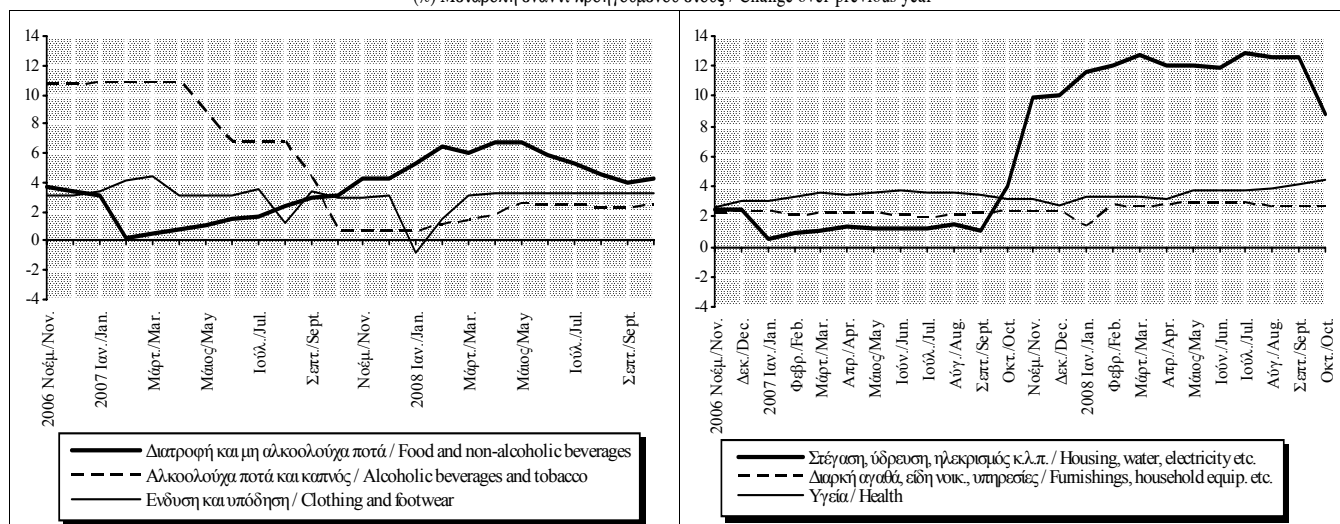 (%) Μεταβολή έναντι προηγούμενου έτους / Change over previous year
14
12
10
8
6
4
2
0
-2
-4
2006 Νοέμ./Nov.
2007 Ιαν./Jan.
Μάρτ./Mar.
Μάιος/May
Ιούλ./Jul.
Σεπτ./Sept.
Νοέμ./Nov.
2008 Ιαν./Jan.
Μάρτ./Mar.
Μάιος/May
Ιούλ./Jul.
Σεπτ./Sept.
Διατροφή και μη αλκοολούχα ποτά / Food and non-alcoholic beverages
Αλκοολούχα ποτά και καπνός / Alcoholic beverages and tobacco
Ενδυση και υπόδηση / Clothing and footwear
14
12
10
8
6
4
2
0
-2
-4
2006 Νοέμ./Nov.
Δεκ./Dec.
2007 Ιαν./Jan.
Φεβρ./Feb.
Μάρτ./Mar.
Απρ./Apr.
Μάιος/May
Ιούν./Jun.
Ιούλ./Jul.
Αύγ./Aug.
Σεπτ./Sept.
Οκτ./Oct.
Νοέμ./Nov.
Δεκ./Dec.
2008 Ιαν./Jan.
Φεβρ./Feb.
Μάρτ./Mar.
Απρ./Apr.
Μάιος/May
Ιούν./Jun.
Ιούλ./Jul.
Αύγ./Aug.
Σεπτ./Sept.
Οκτ./Oct.
Στέγαση, ύδρευση, ηλεκρισμός κ.λ.π. / Housing, water, electricity etc.
Διαρκή αγαθά, είδη νοικ., υπηρεσίες / Furnishings, household equip. etc.
Υγεία / Health